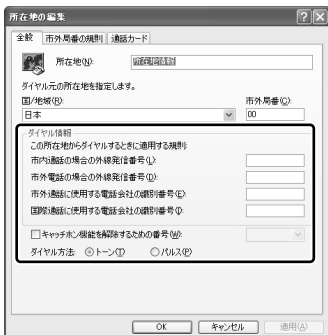 所在地の編集
全般 市外局番の規則 通話カード
所在地(N): 所在地情報
ダイヤル元の所在地を指定します。
国/地域(R): 市外局番(C):
日本 00
ダイヤル情報
この所在地からダイヤルするときに適用する規則:
市内通話の場合の外線発信番号(L):
市外電話の場合の外線発信番号(D):
市外通話に使用する電話会社の識別番号(E):
国際通話に使用する電話会社の識別番号(I):
キャッチホン機能を解除するための番号(W):
ダイヤル方法: トーン(T) パルス(P)
OK キャンセル 適用(A)